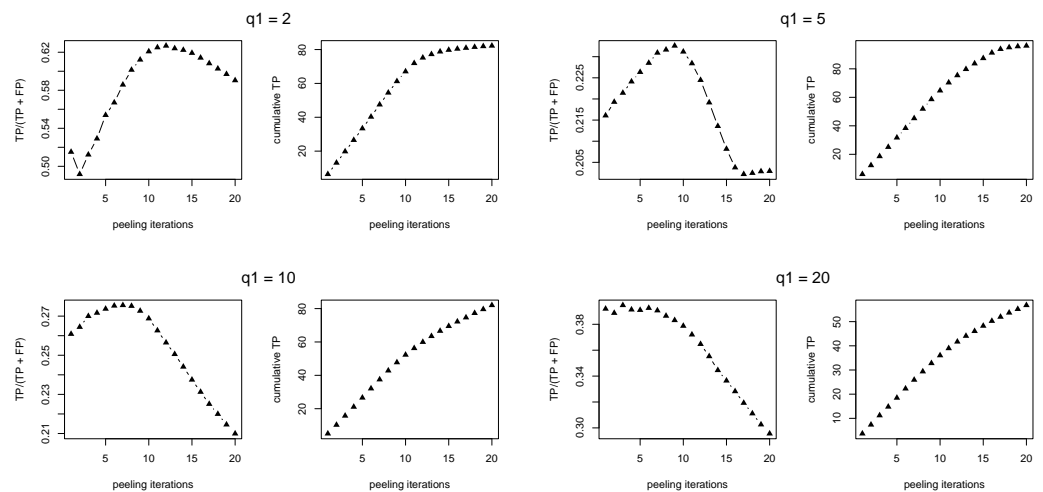 q1 = 2
TP/(TP + FP)
0.50 0.54 0.58 0.62
5 10 15 20
peeling iterations
cumulative TP
20 40 60 80
5 10 15 20
peeling iterations
q1 = 5
TP/(TP + FP)
0.205 0.215 0.225
5 10 15 20
peeling iterations
cumulative TP
20 40 60 80
5 10 15 20
peeling iterations
q1 = 10
TP/(TP + FP)
0.21 0.23 0.25 0.27
5 10 15 20
peeling iterations
cumulative TP
20 40 60 80
5 10 15 20
peeling iterations
q1 = 20
TP/(TP + FP)
0.30 0.34 0.38
5 10 15 20
peeling iterations
cumulative TP
10 20 30 40 50
5 10 15 20
peeling iterations